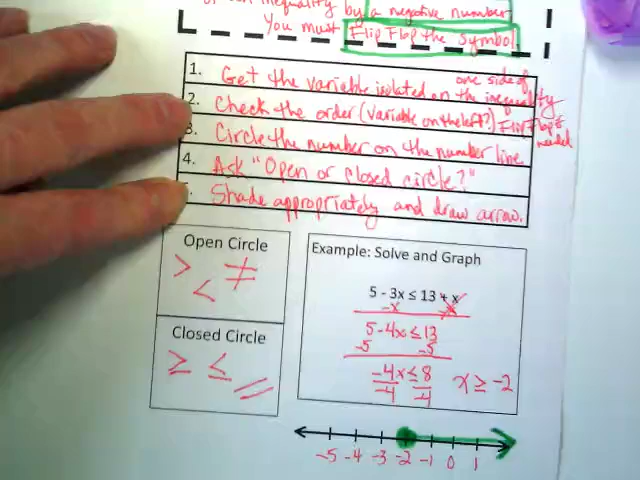 by a negative number
You must Flip Flop the symbol
1. Get the variable isolated on one side of the inequality
2. Check the order (variable on the left?) Flip Flop if needed
3. Circle the number on the number line
4. Ask "Open or closed circle?"
5. Shade appropriately and draw arrow.
Open Circle
> < ≠
Closed Circle
≥ ≤ =
Example: Solve and Graph
5 - 3x ≤ 13 + x
-x -x
5-4x ≤ 13
-5 -5
-4x ≤ 8
-4 -4
x ≥ -2
-5 -4 -3 -2 -1 0 1